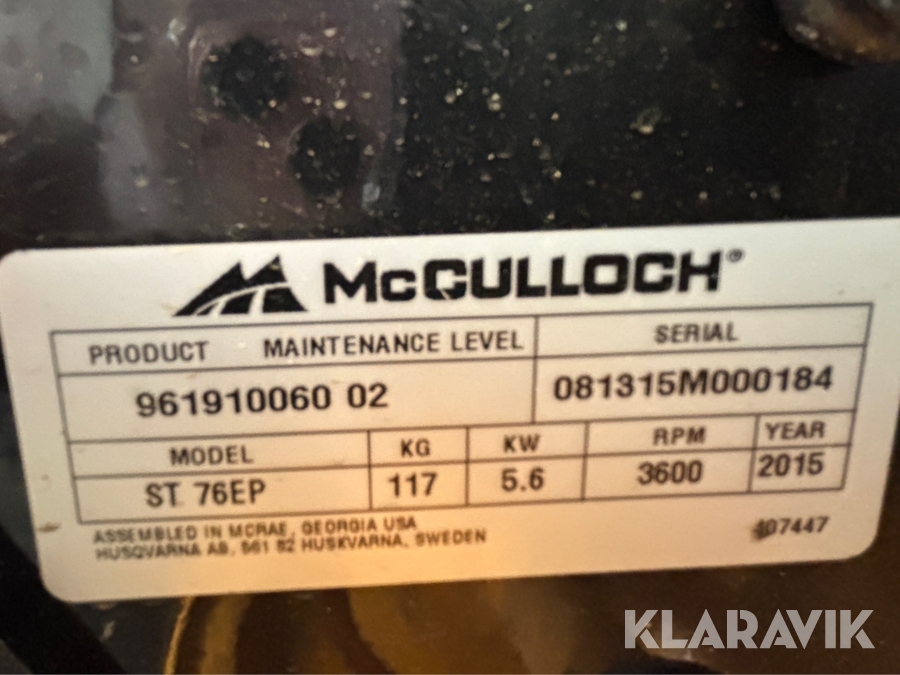 McCULLOCH®
PRODUCT MAINTENANCE LEVEL SERIAL
961910060 02 081315M000184
MODEL KG KW RPM YEAR
ST 76EP 117 5.6 3600 2015
ASSEMBLED IN MCRAE, GEORGIA USA
HUSQVARNA AB, 561 82 HUSKVARNA, SWEDEN
KLARAVIK